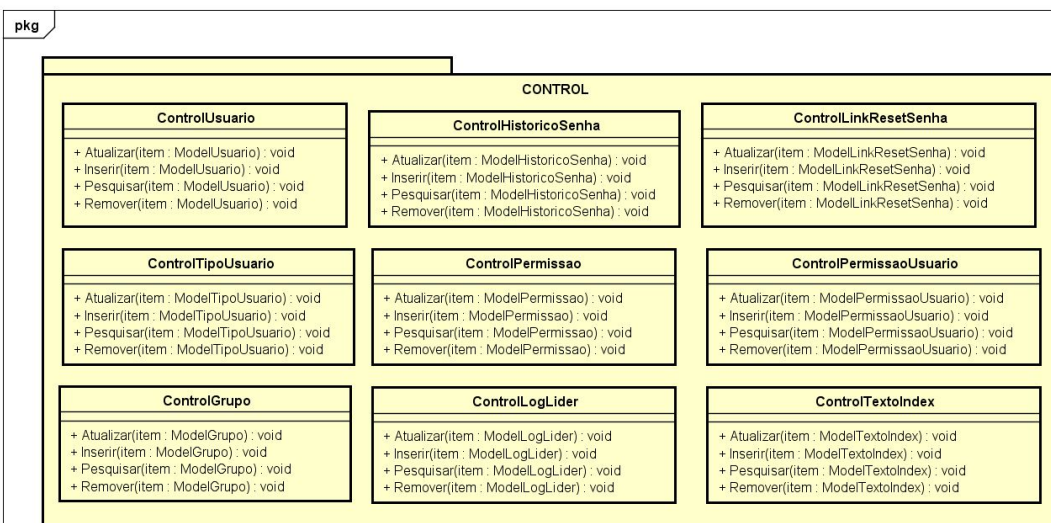 pkg
CONTROL
ControlUsuario
+ Atualizar(item : ModelUsuario) : void
+ Inserir(item : ModelUsuario) : void
+ Pesquisar(item : ModelUsuario) : void
+ Remover(item : ModelUsuario) : void
ControlHistoricoSenha
+ Atualizar(item : ModelHistoricoSenha) : void
+ Inserir(item : ModelHistoricoSenha) : void
+ Pesquisar(item : ModelHistoricoSenha) : void
+ Remover(item : ModelHistoricoSenha) : void
ControlLinkResetSenha
+ Atualizar(item : ModelLinkResetSenha) : void
+ Inserir(item : ModelLinkResetSenha) : void
+ Pesquisar(item : ModelLinkResetSenha) : void
+ Remover(item : ModelLinkResetSenha) : void
ControlTipoUsuario
+ Atualizar(item : ModelTipoUsuario) : void
+ Inserir(item : ModelTipoUsuario) : void
+ Pesquisar(item : ModelTipoUsuario) : void
+ Remover(item : ModelTipoUsuario) : void
ControlPermissao
+ Atualizar(item : ModelPermissao) : void
+ Inserir(item : ModelPermissao) : void
+ Pesquisar(item : ModelPermissao) : void
+ Remover(item : ModelPermissao) : void
ControlPermissaoUsuario
+ Atualizar(item : ModelPermissaoUsuario) : void
+ Inserir(item : ModelPermissaoUsuario) : void
+ Pesquisar(item : ModelPermissaoUsuario) : void
+ Remover(item : ModelPermissaoUsuario) : void
ControlGrupo
+ Atualizar(item : ModelGrupo) : void
+ Inserir(item : ModelGrupo) : void
+ Pesquisar(item : ModelGrupo) : void
+ Remover(item : ModelGrupo) : void
ControlLogLider
+ Atualizar(item : ModelLogLider) : void
+ Inserir(item : ModelLogLider) : void
+ Pesquisar(item : ModelLogLider) : void
+ Remover(item : ModelLogLider) : void
ControlTextoIndex
+ Atualizar(item : ModelTextoIndex) : void
+ Inserir(item : ModelTextoIndex) : void
+ Pesquisar(item : ModelTextoIndex) : void
+ Remover(item : ModelTextoIndex) : void